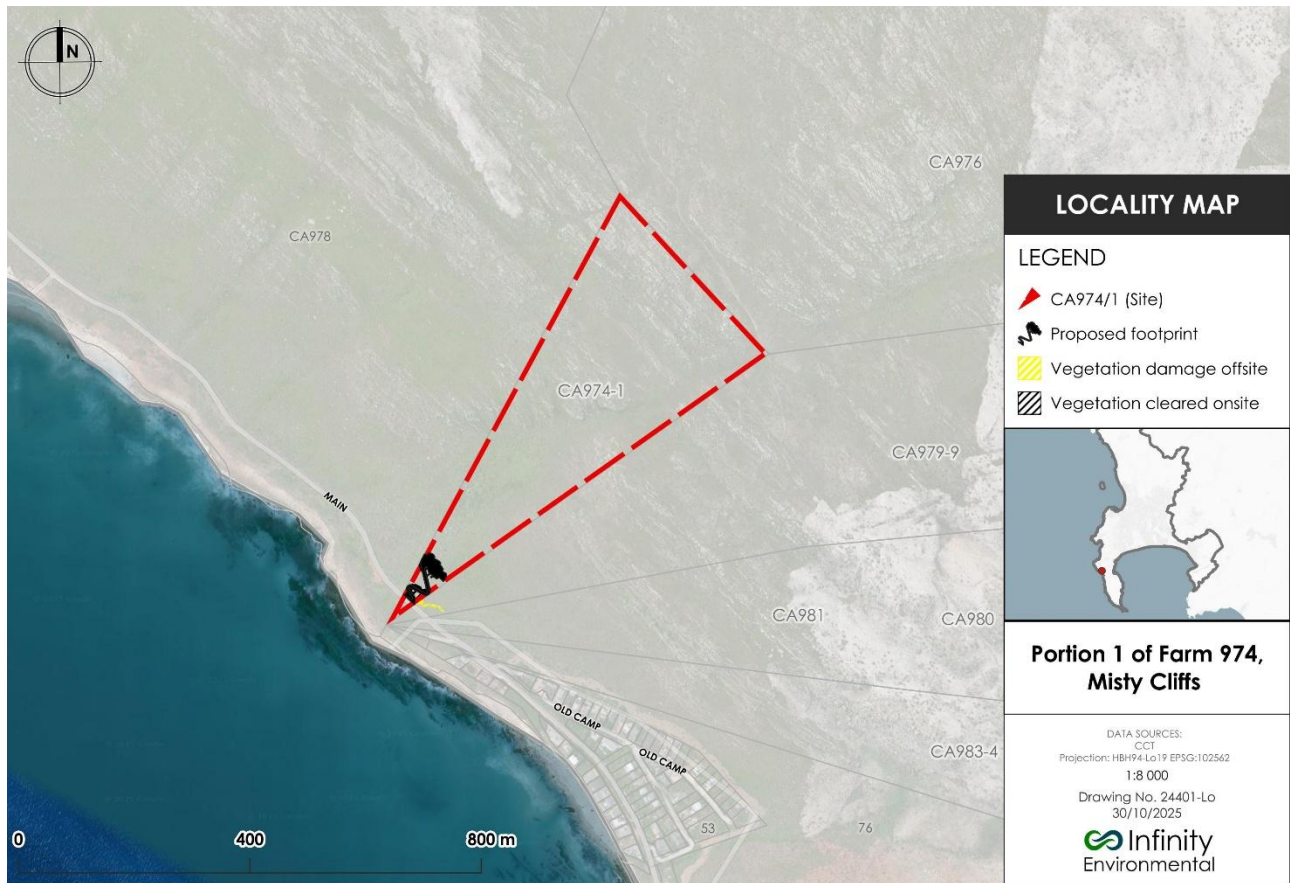 N
CA976
CA978
CA974-1
CA979-9
MAIN
CA981
CA980
OLD CAMP
OLD CAMP
CA983-4
53
76
0
400
800 m
LOCALITY MAP
LEGEND
CA974/1 (Site)
Proposed footprint
Vegetation damage offsite
Vegetation cleared onsite
Portion 1 of Farm 974,
Misty Cliffs
DATA SOURCES:
CCT
Projection: HBH94-Lo19 EPSG:102562
1:8 000
Drawing No. 24401-Lo
30/10/2025
Infinity
Environmental